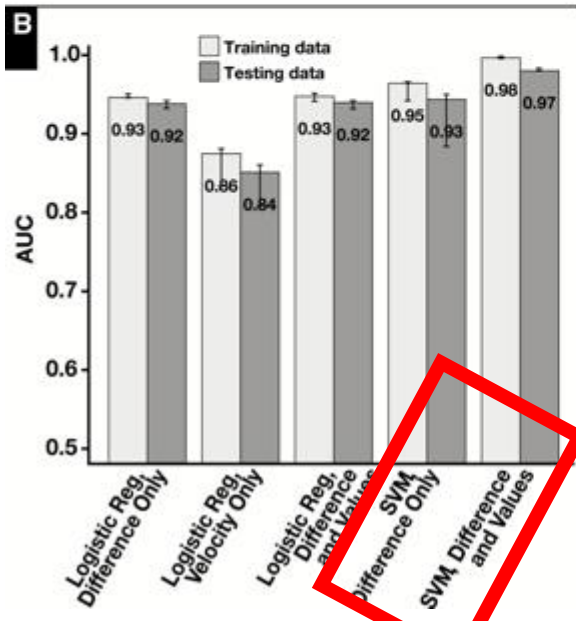 B
Training data
Testing data
AUC
1.0
0.9
0.8
0.7
0.6
0.5
0.93
0.92
0.86
0.84
0.93
0.92
0.95
0.93
0.98
0.97
Logistic Reg,
Difference Only
Logistic Reg,
Velocity Only
Logistic Reg,
Difference
and Values
SVM,
Difference Only
SVM, Difference
and Values